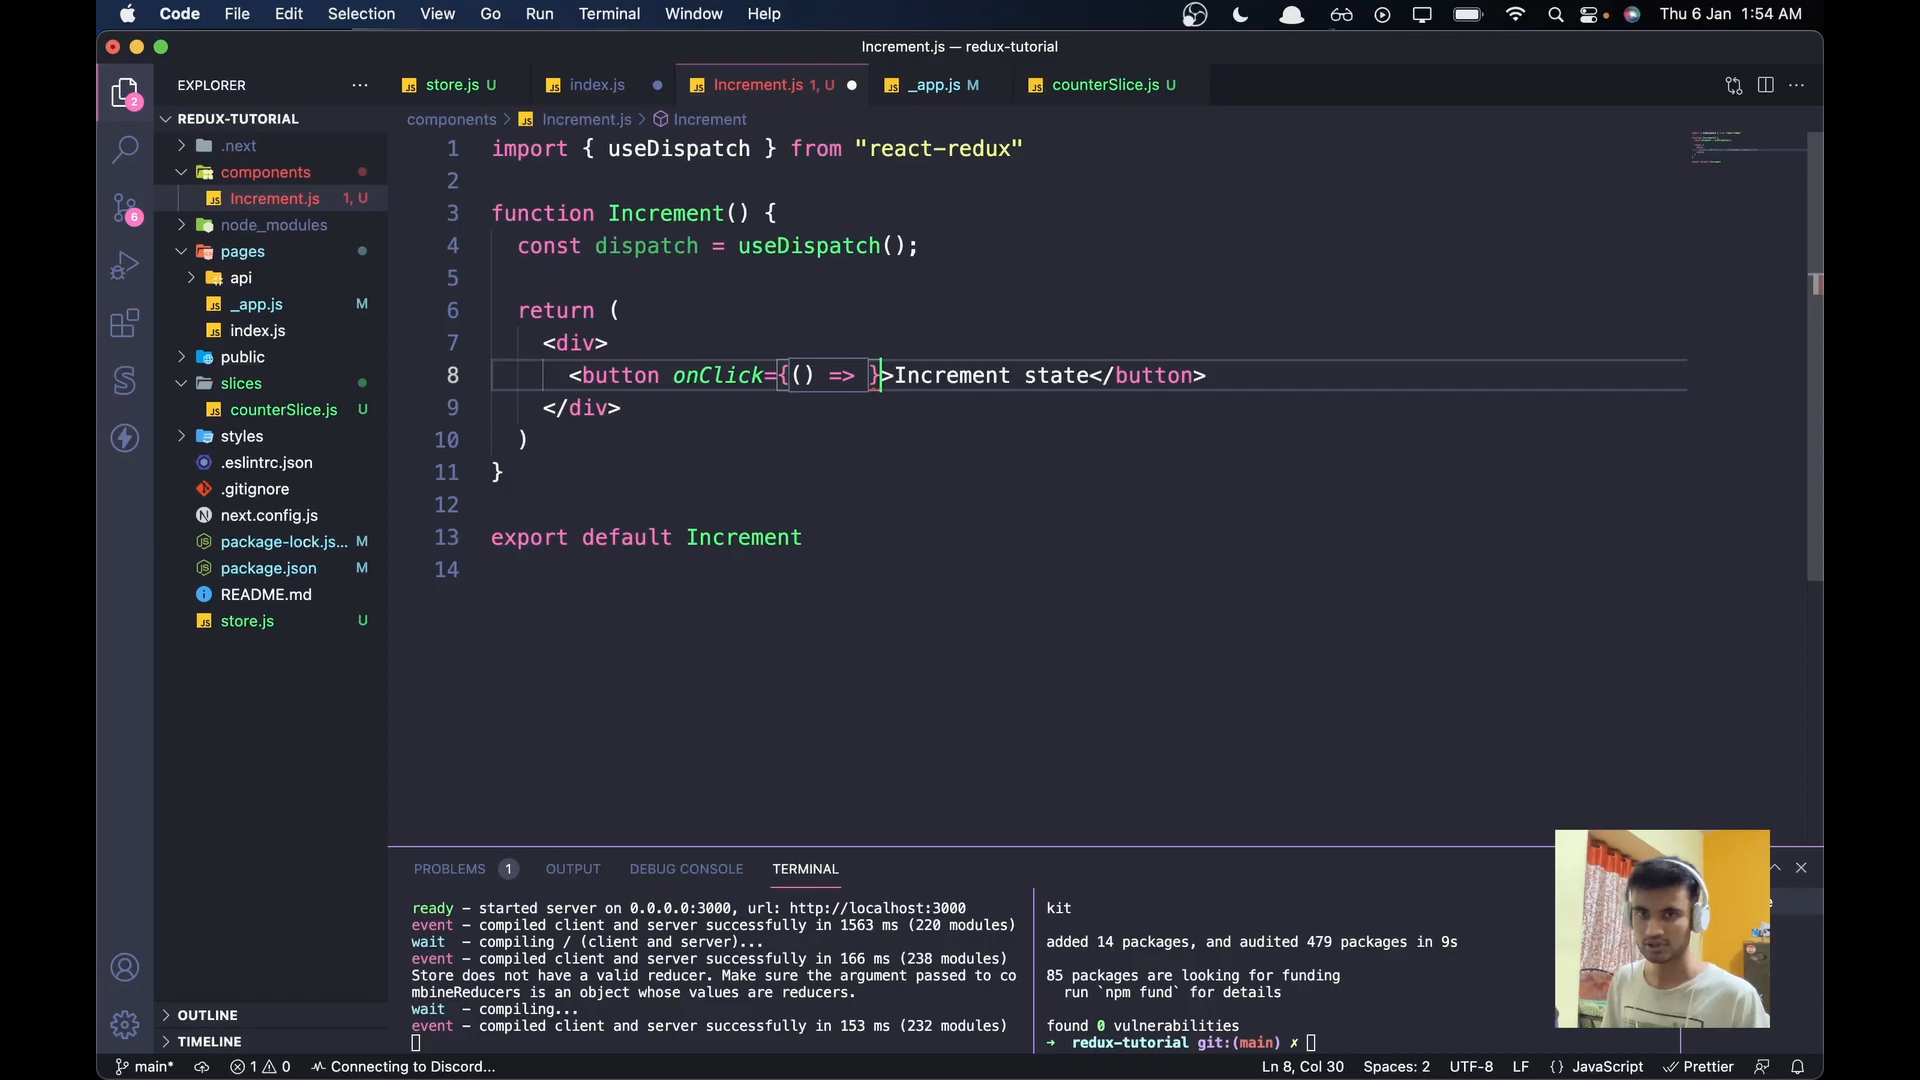 Code File Edit Selection View Go Run Terminal Window Help Thu 6 Jan 1:54 AM
Increment.js — redux-tutorial
EXPLORER
store.js U index.js Increment.js 1, U _app.js M counterSlice.js U
REDUX-TUTORIAL
components > Increment.js > Increment
.next
components
Increment.js 1, U
node_modules
pages
api
_app.js M
index.js
public
slices
counterSlice.js U
styles
.eslintrc.json
.gitignore
next.config.js
package-lock.js... M
package.json M
README.md
store.js U
OUTLINE
TIMELINE
2
6
1 import { useDispatch } from "react-redux"
2
3 function Increment() {
4 const dispatch = useDispatch();
5
6 return (
7 <div>
8 <button onClick={() => }>Increment state</button>
9 </div>
10 )
11 }
12
13 export default Increment
14
PROBLEMS 1 OUTPUT DEBUG CONSOLE TERMINAL
ready - started server on 0.0.0.0:3000, url: http://localhost:3000
event - compiled client and server successfully in 1563 ms (220 modules)
wait - compiling / (client and server)...
event - compiled client and server successfully in 166 ms (238 modules)
Store does not have a valid reducer. Make sure the argument passed to co
mbineReducers is an object whose values are reducers.
wait - compiling...
event - compiled client and server successfully in 153 ms (232 modules)
kit
added 14 packages, and audited 479 packages in 9s
85 packages are looking for funding
run `npm fund` for details
found 0 vulnerabilities
→ redux-tutorial git:(main) ✗
main* 1 0 Connecting to Discord... Ln 8, Col 30 Spaces: 2 UTF-8 LF {} JavaScript Prettier